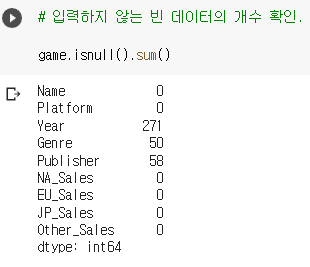 # 입력하지 않는 빈 데이터의 개수 확인.
game.isnull().sum()
Name 0
Platform 0
Year 271
Genre 50
Publisher 58
NA_Sales 0
EU_Sales 0
JP_Sales 0
Other_Sales 0
dtype: int64